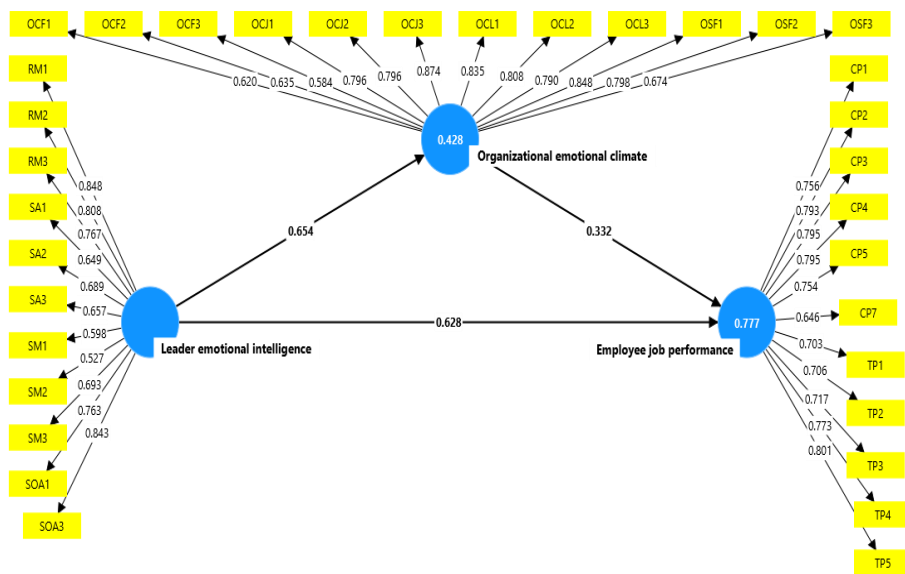 OCF1 OCF2 OCF3 OCJ1 OCJ2 OCJ3 OCL1 OCL2 OCL3 OSF1 OSF2 OSF3
0.620 0.635 0.584 0.796 0.796 0.874 0.835 0.808 0.790 0.848 0.798 0.674
RM1
RM2
RM3
SA1
SA2
SA3
SM1
SM2
SM3
SOA1
SOA3
0.848
0.808
0.767
0.649
0.689
0.657
0.598
0.527
0.693
0.763
0.843
Leader emotional intelligence
0.654
0.428
Organizational emotional climate
0.332
0.628
0.777
Employee job performance
0.756
0.793
0.795
0.795
0.754
0.646
0.703
0.706
0.717
0.773
0.801
CP1
CP2
CP3
CP4
CP5
CP7
TP1
TP2
TP3
TP4
TP5